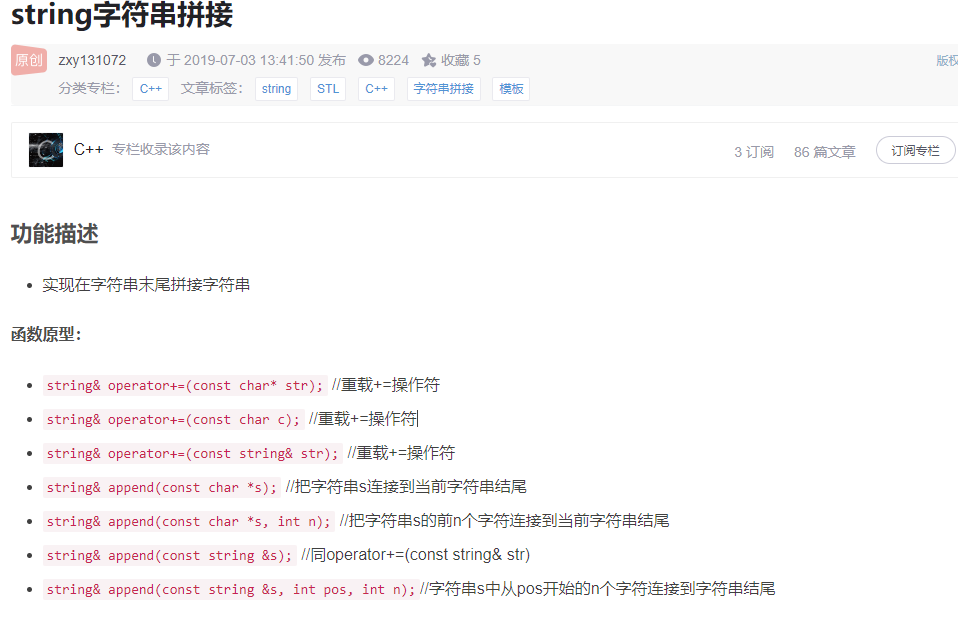 string字符串拼接
原创 zxy131072 于 2019-07-03 13:41:50 发布 8224 收藏 5 版权
分类专栏： C++ 文章标签： string STL C++ 字符串拼接 模板
C++ 专栏收录该内容 3 订阅 86 篇文章 订阅专栏
功能描述
• 实现在字符串末尾拼接字符串
函数原型：
• string& operator+=(const char* str); //重载+=操作符
• string& operator+=(const char c); //重载+=操作符
• string& operator+=(const string& str); //重载+=操作符
• string& append(const char *s); //把字符串s连接到当前字符串结尾
• string& append(const char *s, int n); //把字符串s的前n个字符连接到当前字符串结尾
• string& append(const string &s); //同operator+=(const string& str)
• string& append(const string &s, int pos, int n); //字符串s中从pos开始的n个字符连接到字符串结尾